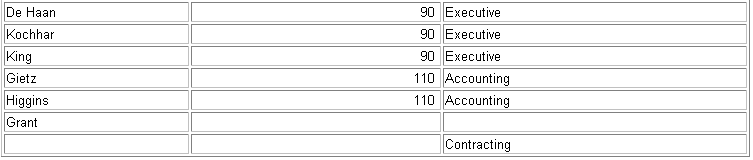 De Haan 90 Executive
Kochhar 90 Executive
King 90 Executive
Gietz 110 Accounting
Higgins 110 Accounting
Grant
Contracting